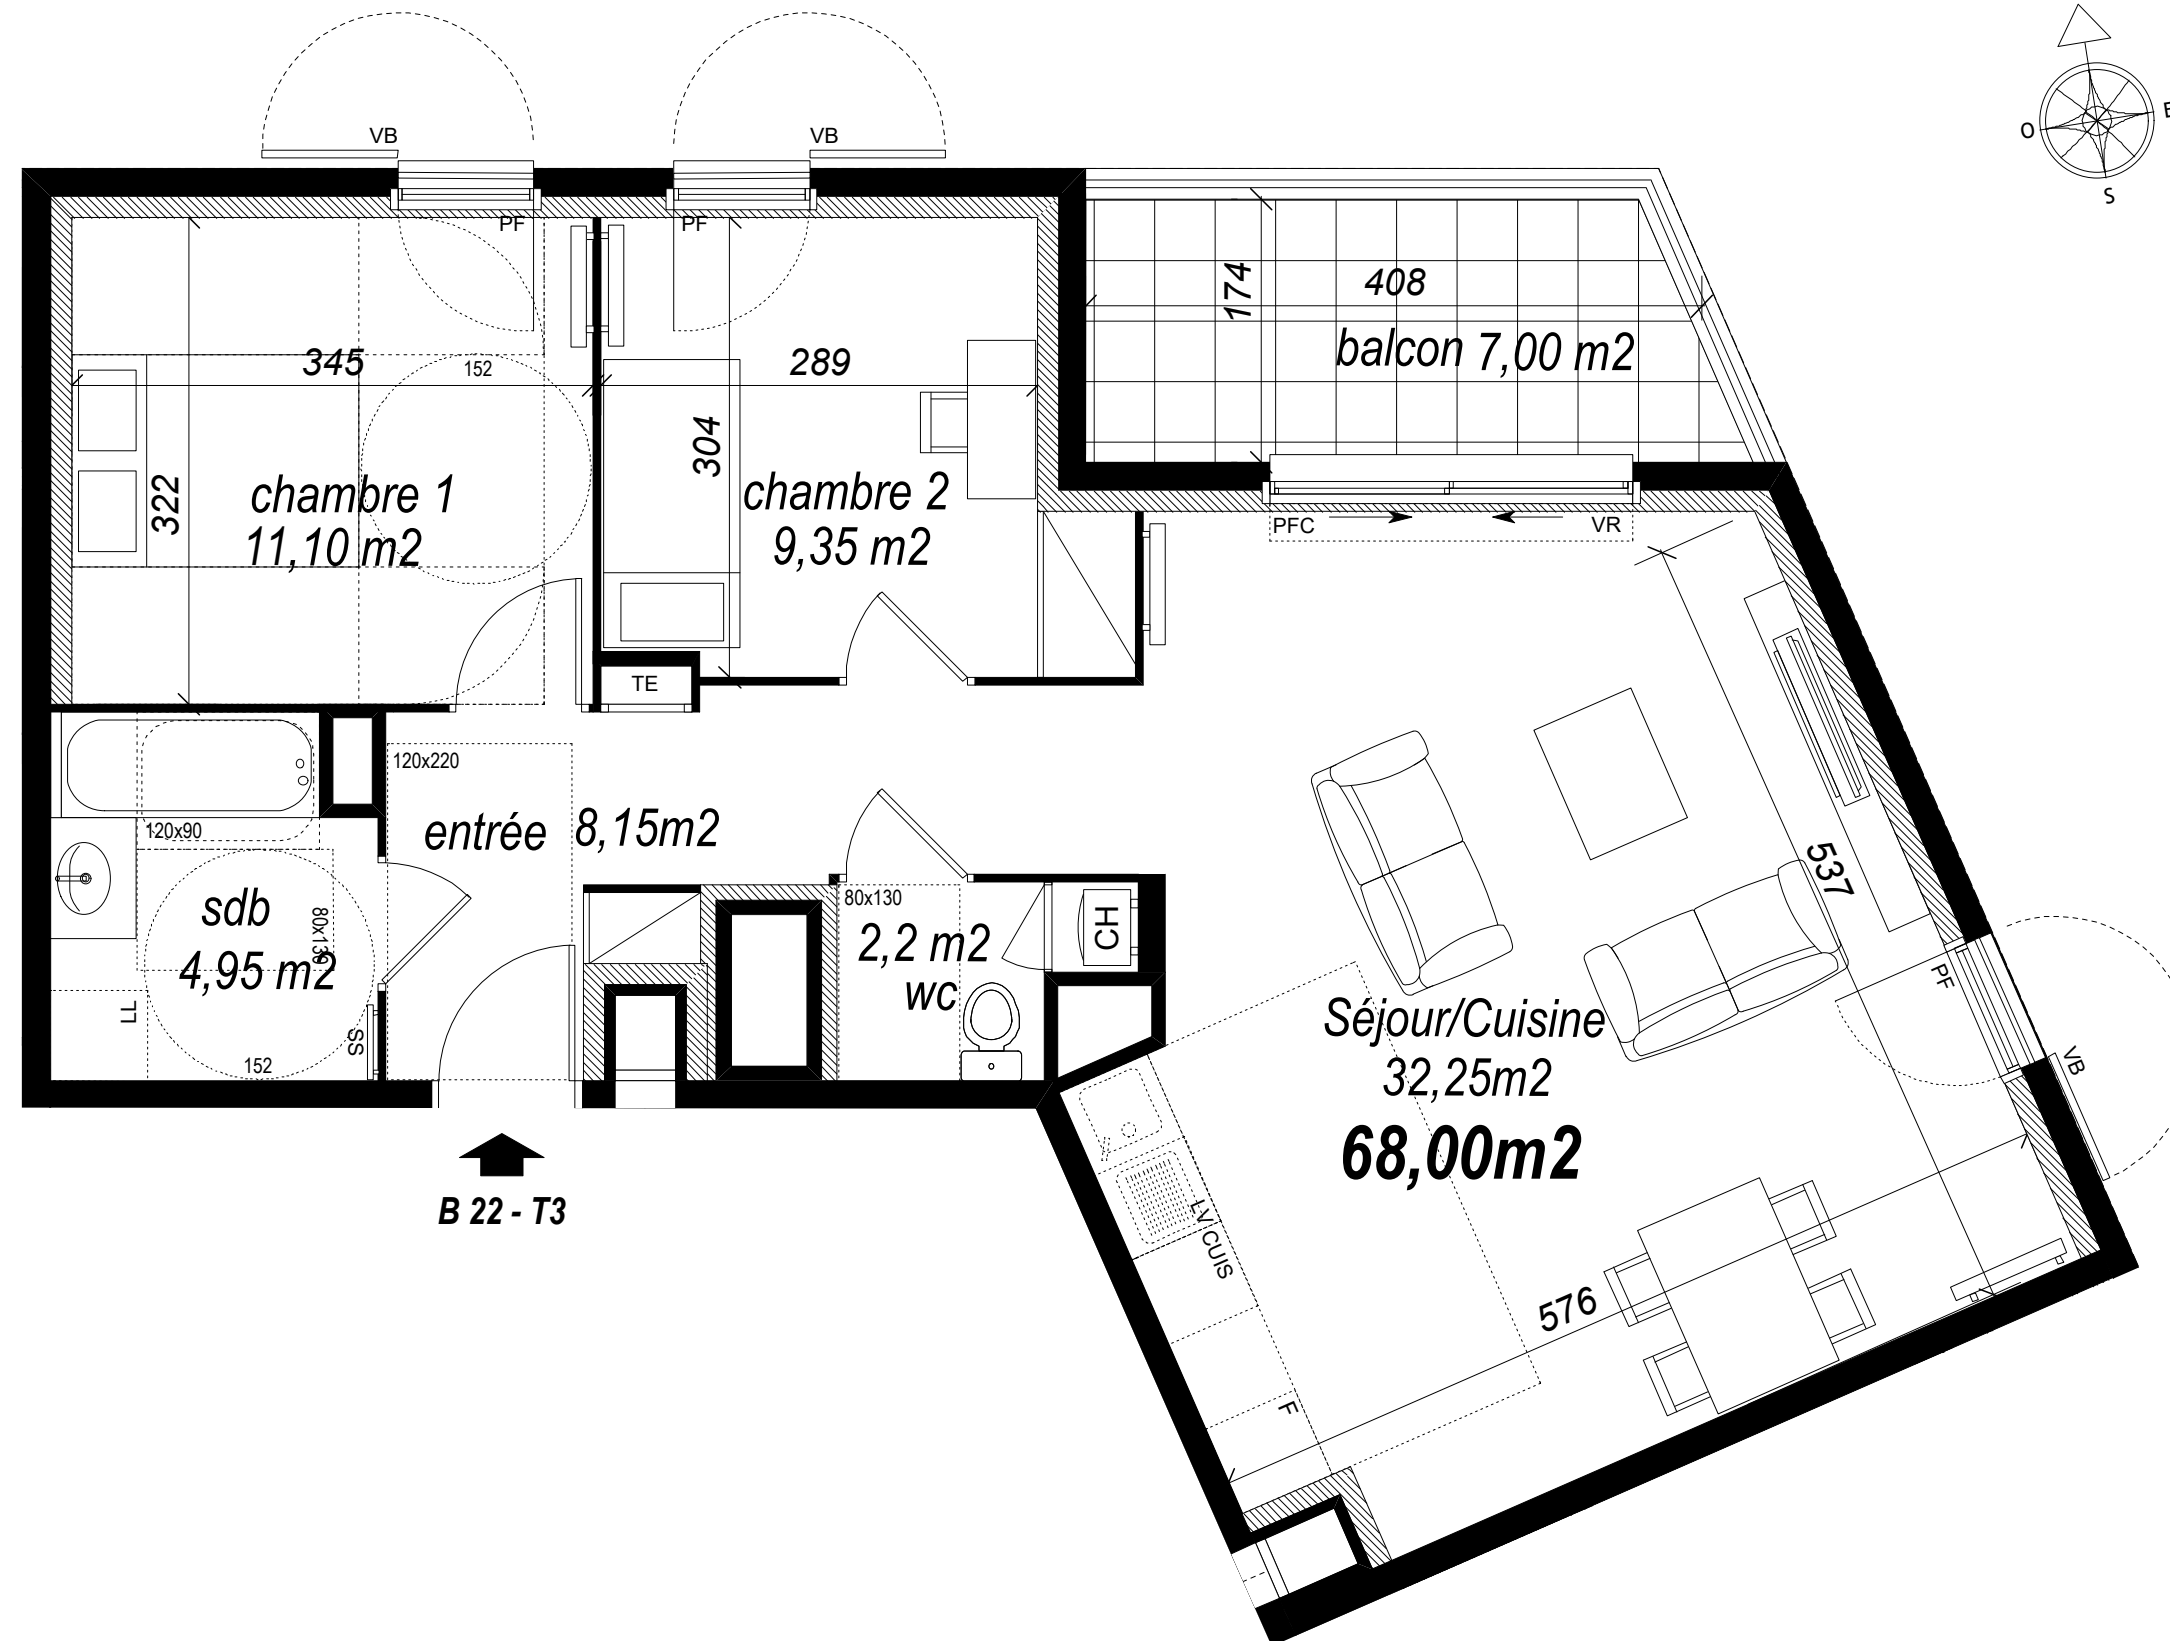 VB
VB
O
E
S
PF
PF
174
408
balcon 7,00 m2
345
152
289
304
322
chambre 1
11,10 m2
chambre 2
9,35 m2
PFC
VR
TE
120x220
entrée 8,15m2
120x90
sdb
80x130
4,95 m2
LL
SS
152
80x130
2,2 m2
wc
CH
537
PF
VB
Séjour/Cuisine
32,25m2
68,00m2
B 22 - T3
LV
CUIS
576
F